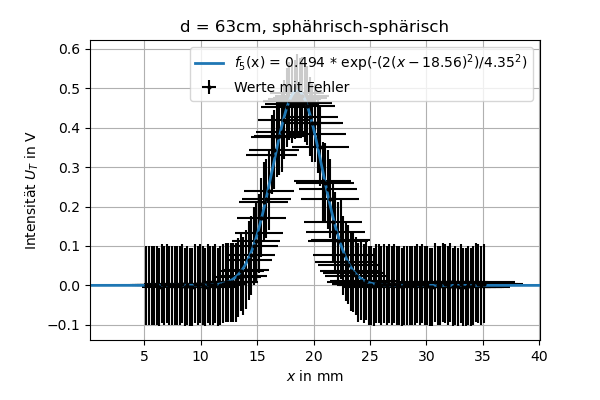 d = 63cm, sphährisch-sphärisch
f₅(x) = 0.494 * exp(-(2(x − 18.56)²)/4.35²)
Werte mit Fehler
Intensität U_T in V
0.6
0.5
0.4
0.3
0.2
0.1
0.0
−0.1
5 10 15 20 25 30 35 40
x in mm